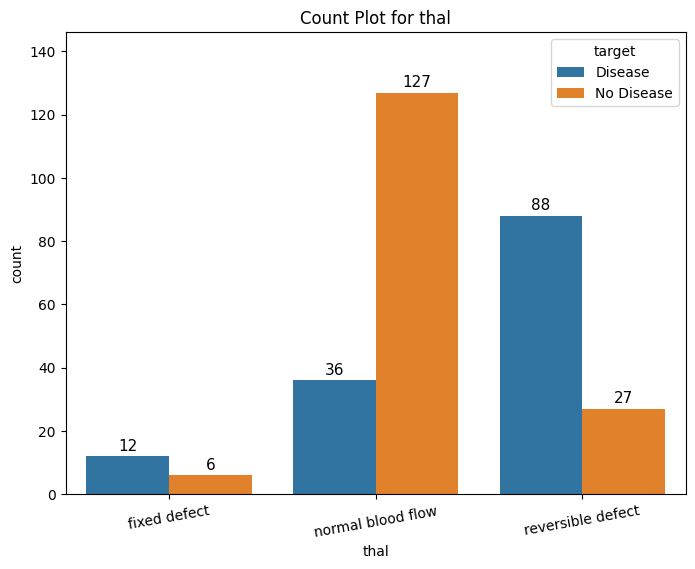 Count Plot for thal
target
Disease
No Disease
140
120
100
80
60
40
20
0
count
12
6
36
127
88
27
fixed defect
normal blood flow
reversible defect
thal